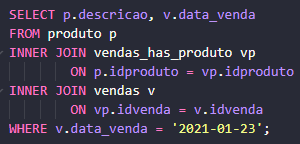 SELECT p.descricao, v.data_venda
FROM produto p
INNER JOIN vendas_has_produto vp
ON p.idproduto = vp.idproduto
INNER JOIN vendas v
ON vp.idvenda = v.idvenda
WHERE v.data_venda = '2021-01-23';